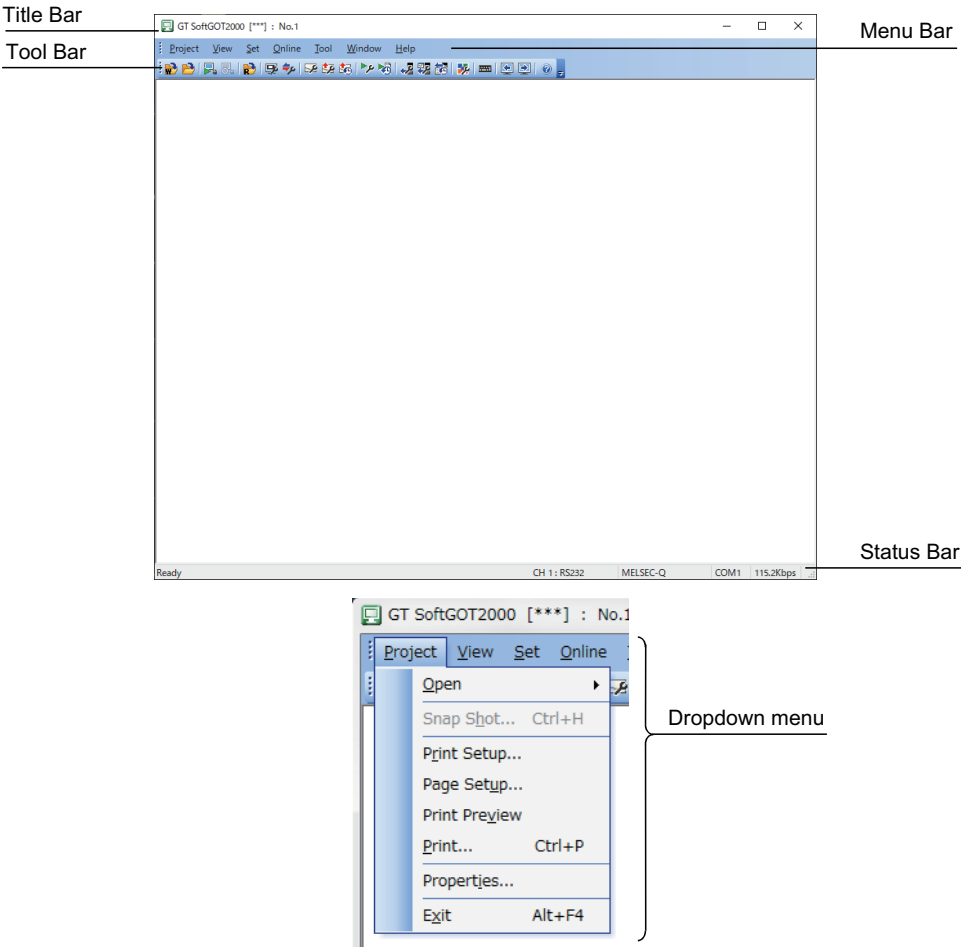 Title Bar
GT SoftGOT2000 [***] : No.1
Menu Bar
Project View Set Online Tool Window Help
Tool Bar
Status Bar
Ready CH 1 : RS232 MELSEC-Q COM1 115.2Kbps
GT SoftGOT2000 [***] : No.1
Project View Set Online
Open
Snap Shot... Ctrl+H
Print Setup...
Page Setup...
Print Preview
Print... Ctrl+P
Properties...
Exit Alt+F4
Dropdown menu